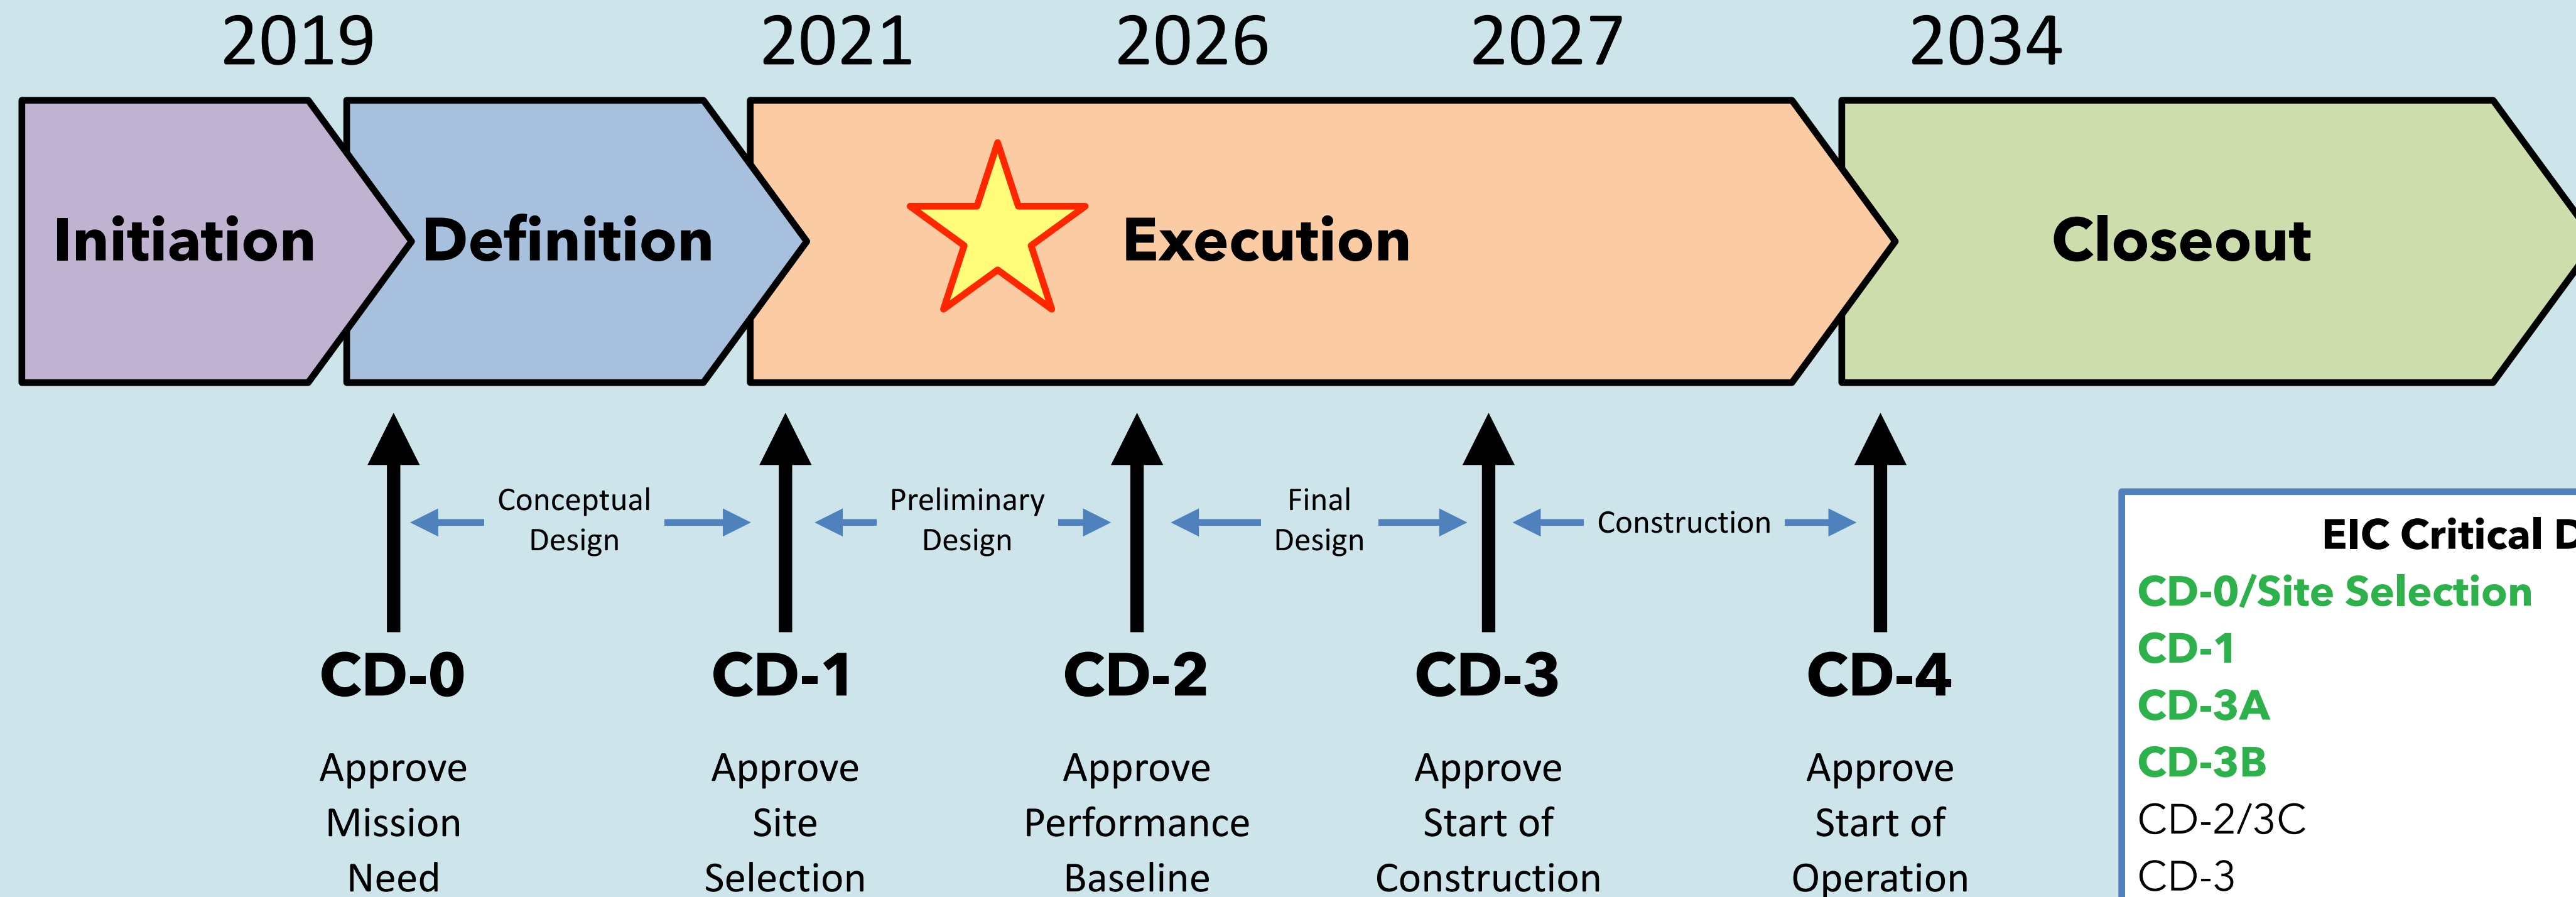 2019 2021 2026 2027 2034
Initiation Definition Execution Closeout
Conceptual
Design
Preliminary
Design
Final
Design
Construction
CD-0
Approve
Mission
Need
CD-1
Approve
Site
Selection
CD-2
Approve
Performance
Baseline
CD-3
Approve
Start of
Construction
CD-4
Approve
Start of
Operation
EIC Critical
CD-0/Site Selection
CD-1
CD-3A
CD-3B
CD-2/3C
CD-3